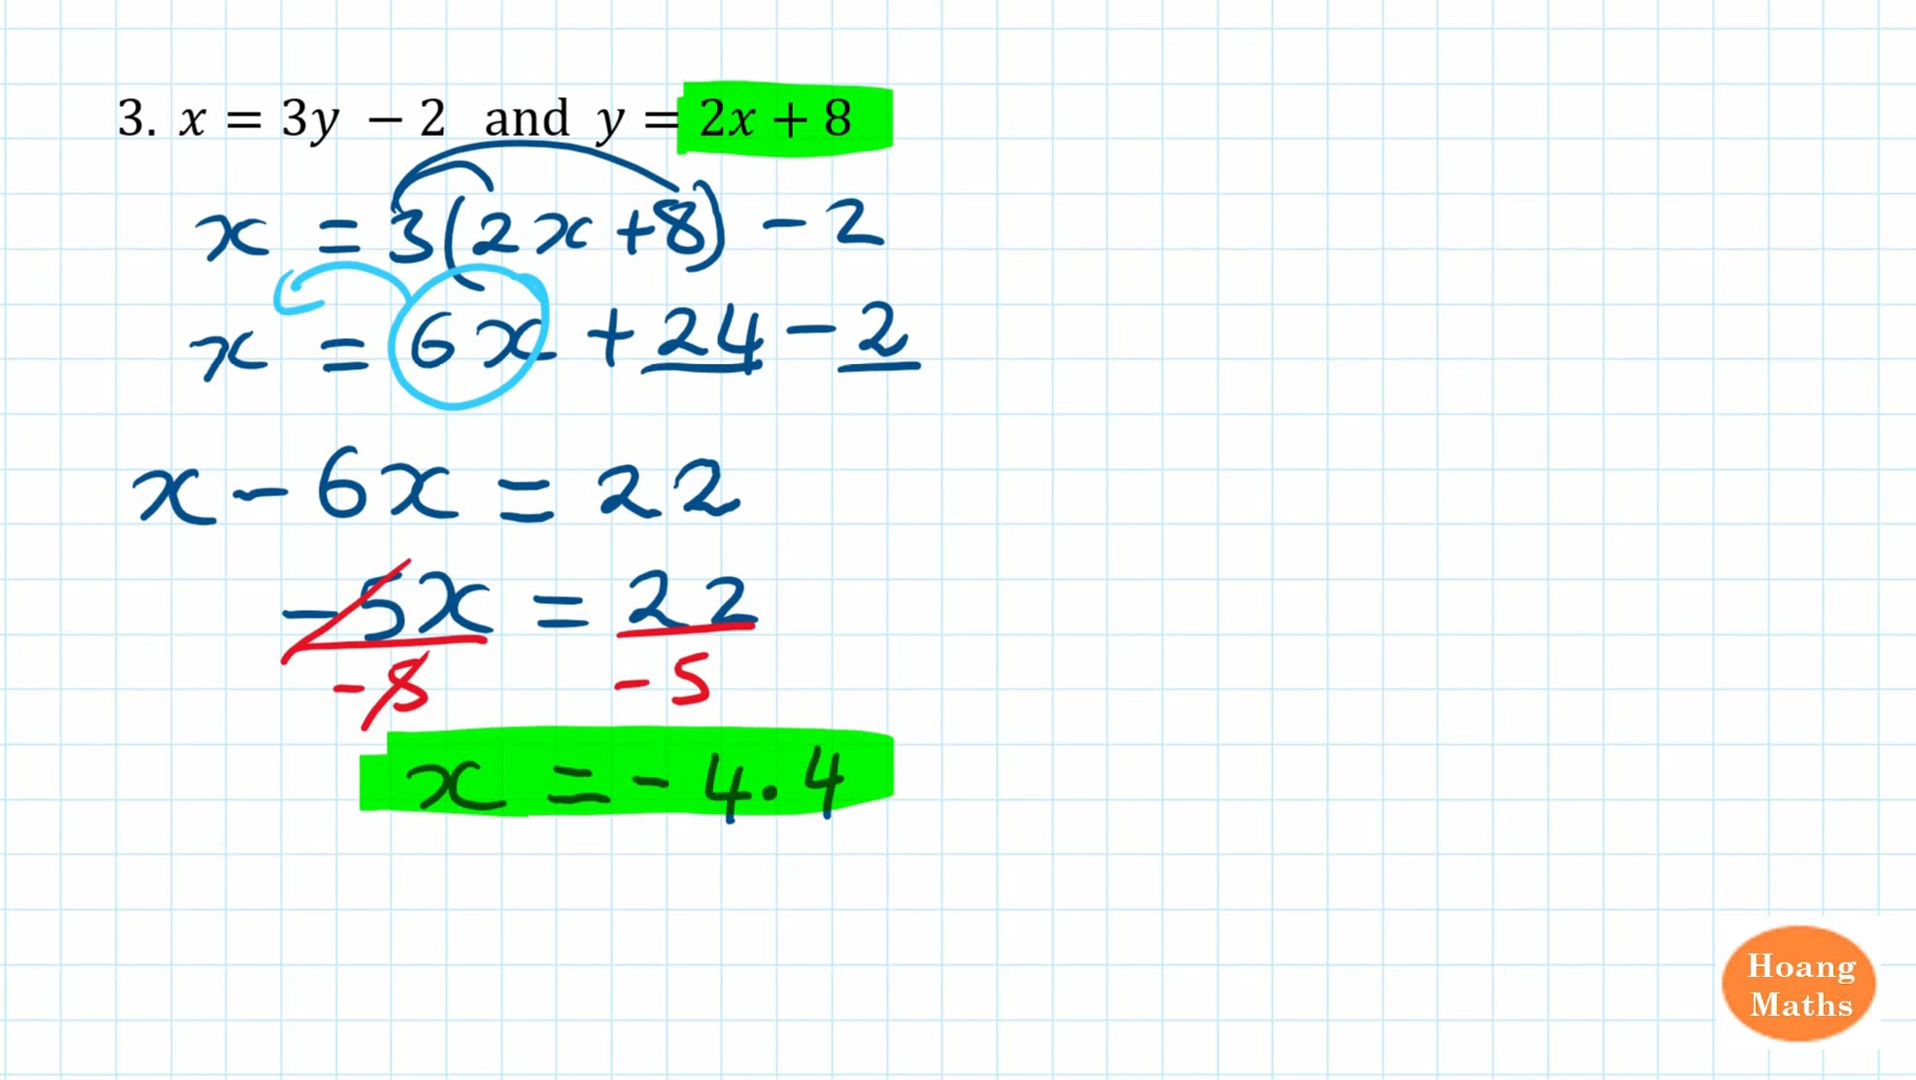 3. x = 3y − 2 and y = 2x + 8
x = 3(2x + 8) − 2
x = 6x + 24 − 2
x − 6x = 22
−5x = 22
−5 −5
x = −4.4
Hoang
Maths